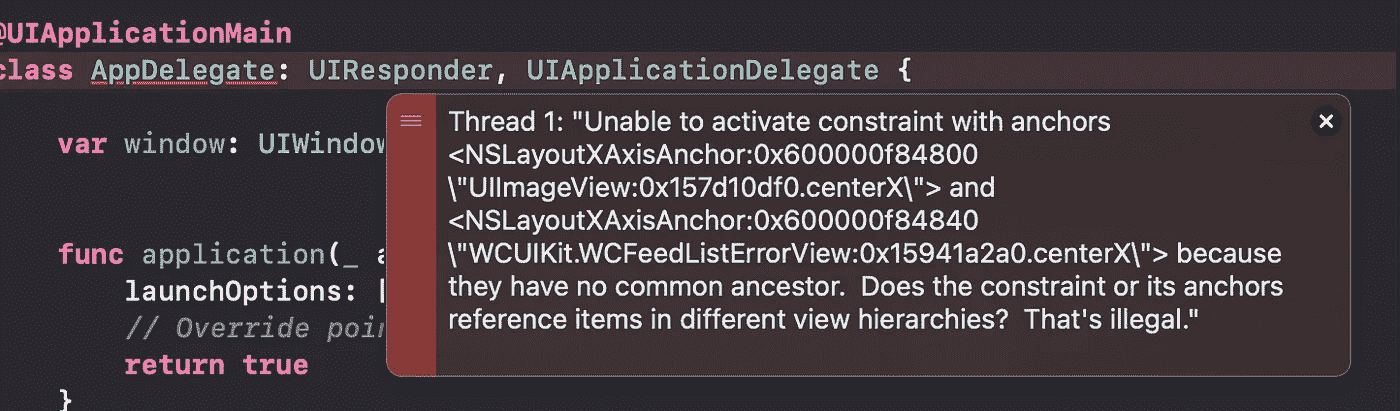 @UIApplicationMain
class AppDelegate: UIResponder, UIApplicationDelegate {
Thread 1: "Unable to activate constraint with anchors
<NSLayoutXAxisAnchor:0x600000f84800
\"UIImageView:0x157d10df0.centerX\"> and
<NSLayoutXAxisAnchor:0x600000f84840
\"WCUIKit.WCFeedListErrorView:0x15941a2a0.centerX\"> because
they have no common ancestor.  Does the constraint or its anchors
reference items in different view hierarchies?  That's illegal."
var window: UIWindow
func application(_ a
launchOptions: [
// Override poin
return true
}